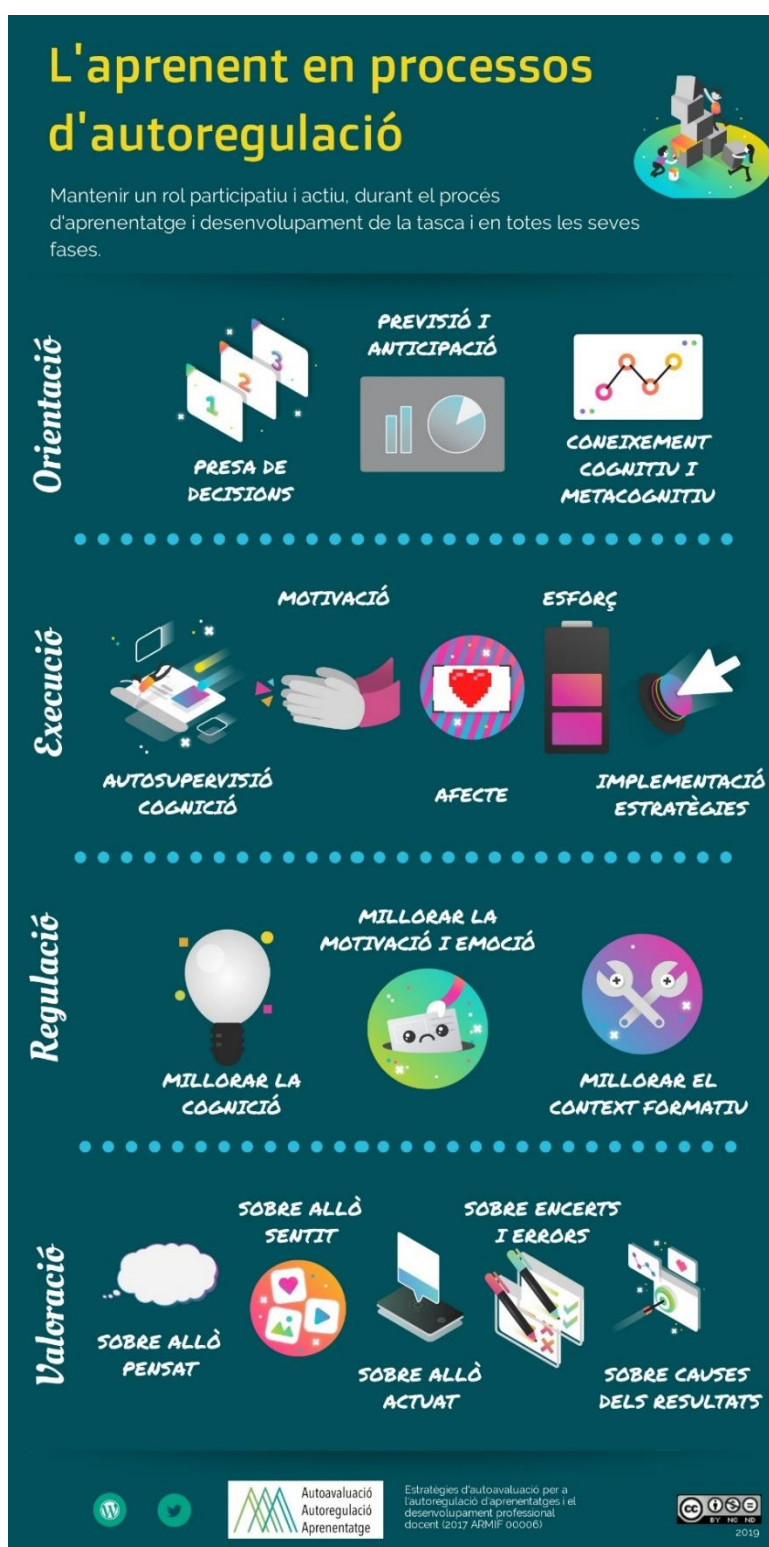 L'aprenent en processos
d'autoregulació
Mantenir un rol participatiu i actiu, durant el procés
d'aprenentatge i desenvolupament de la tasca i en totes les seves
fases.
Orientació
1
2
3
PRESA DE
DECISIONS
PREVISIÓ I
ANTICIPACIÓ
CONEIXEMENT
COGNITIU I
METACOGNITIU
Execució
AUTOSUPERVISIÓ
COGNICIÓ
MOTIVACIÓ
AFECTE
ESFORÇ
IMPLEMENTACIÓ
ESTRATÈGIES
Regulació
MILLORAR LA
COGNICIÓ
MILLORAR LA
MOTIVACIÓ I EMOCIÓ
MILLORAR EL
CONTEXT FORMATIU
Valoració
SOBRE ALLÒ
PENSAT
SOBRE ALLÒ
SENTIT
SOBRE ALLÒ
ACTUAT
SOBRE ENCERTS
I ERRORS
SOBRE CAUSES
DELS RESULTATS
Autoavaluació
Autoregulació
Aprenentatge
Estratègies d'autoavaluació per a
l'autoregulació d'aprenentatges i el
desenvolupament professional
docent (2017 ARMIF 00006)
cc
BY NC ND
2019